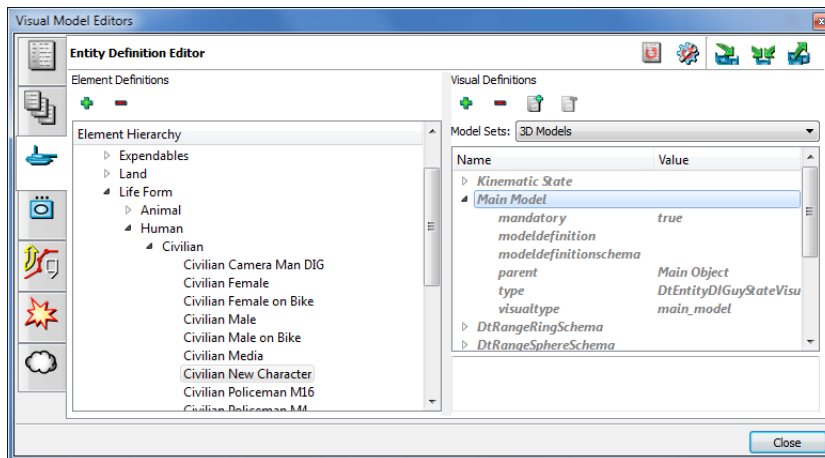 Visual Model Editors
Entity Definition Editor
Element Definitions
Element Hierarchy
Expendables
Land
Life Form
Animal
Human
Civilian
Civilian Camera Man DIG
Civilian Female
Civilian Female on Bike
Civilian Male
Civilian Male on Bike
Civilian Media
Civilian New Character
Civilian Policeman M16
Civilian Policeman M4
Visual Definitions
Model Sets: 3D Models
Name Value
Kinematic State
Main Model
mandatory true
modeldefinition
modeldefinitionschema
parent Main Object
type DtEntityDIGuyStateVisu
visualtype main_model
DtRangeRingSchema
DtRangeSphereSchema
Close